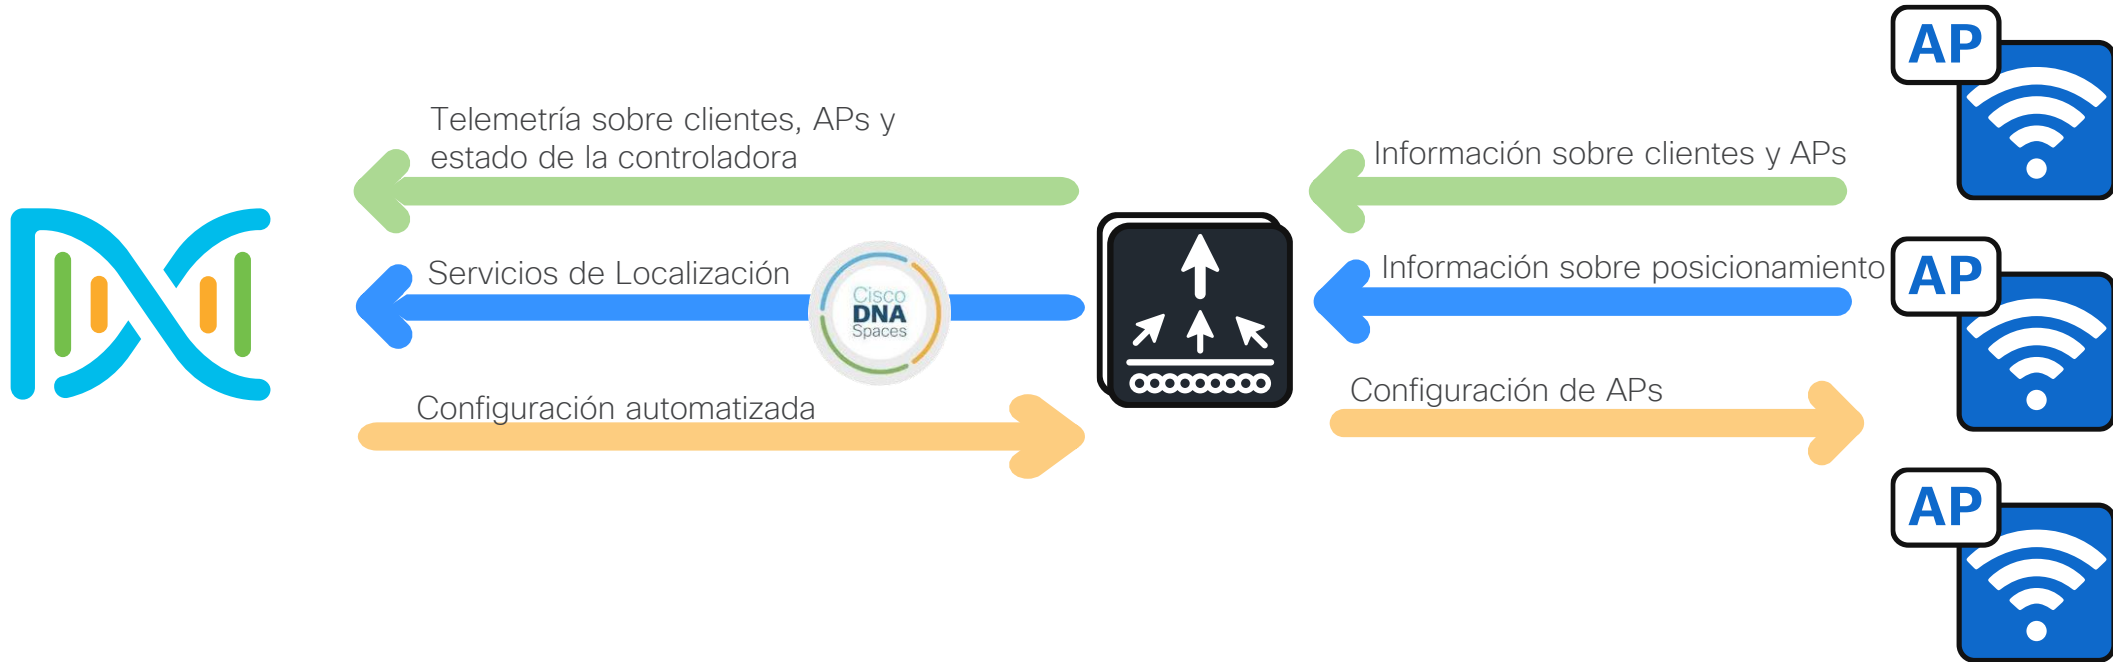 AP
Telemetría sobre clientes, APs y
estado de la controladora
Información sobre clientes y APs
Servicios de Localización
Cisco
DNA
Spaces
Información sobre posicionamiento
AP
Configuración automatizada
Configuración de APs
AP